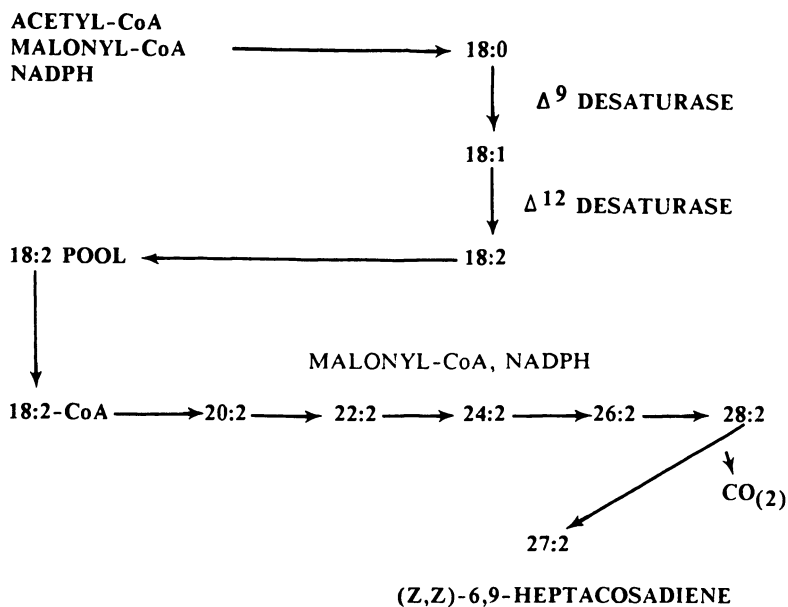 ACETYL-CoA
MALONYL-CoA
NADPH
18:0
Δ9 DESATURASE
18:1
Δ12 DESATURASE
18:2 POOL
18:2
MALONYL-CoA, NADPH
18:2-CoA
20:2
22:2
24:2
26:2
28:2
CO(2)
27:2
(Z,Z)-6,9-HEPTACOSADIENE